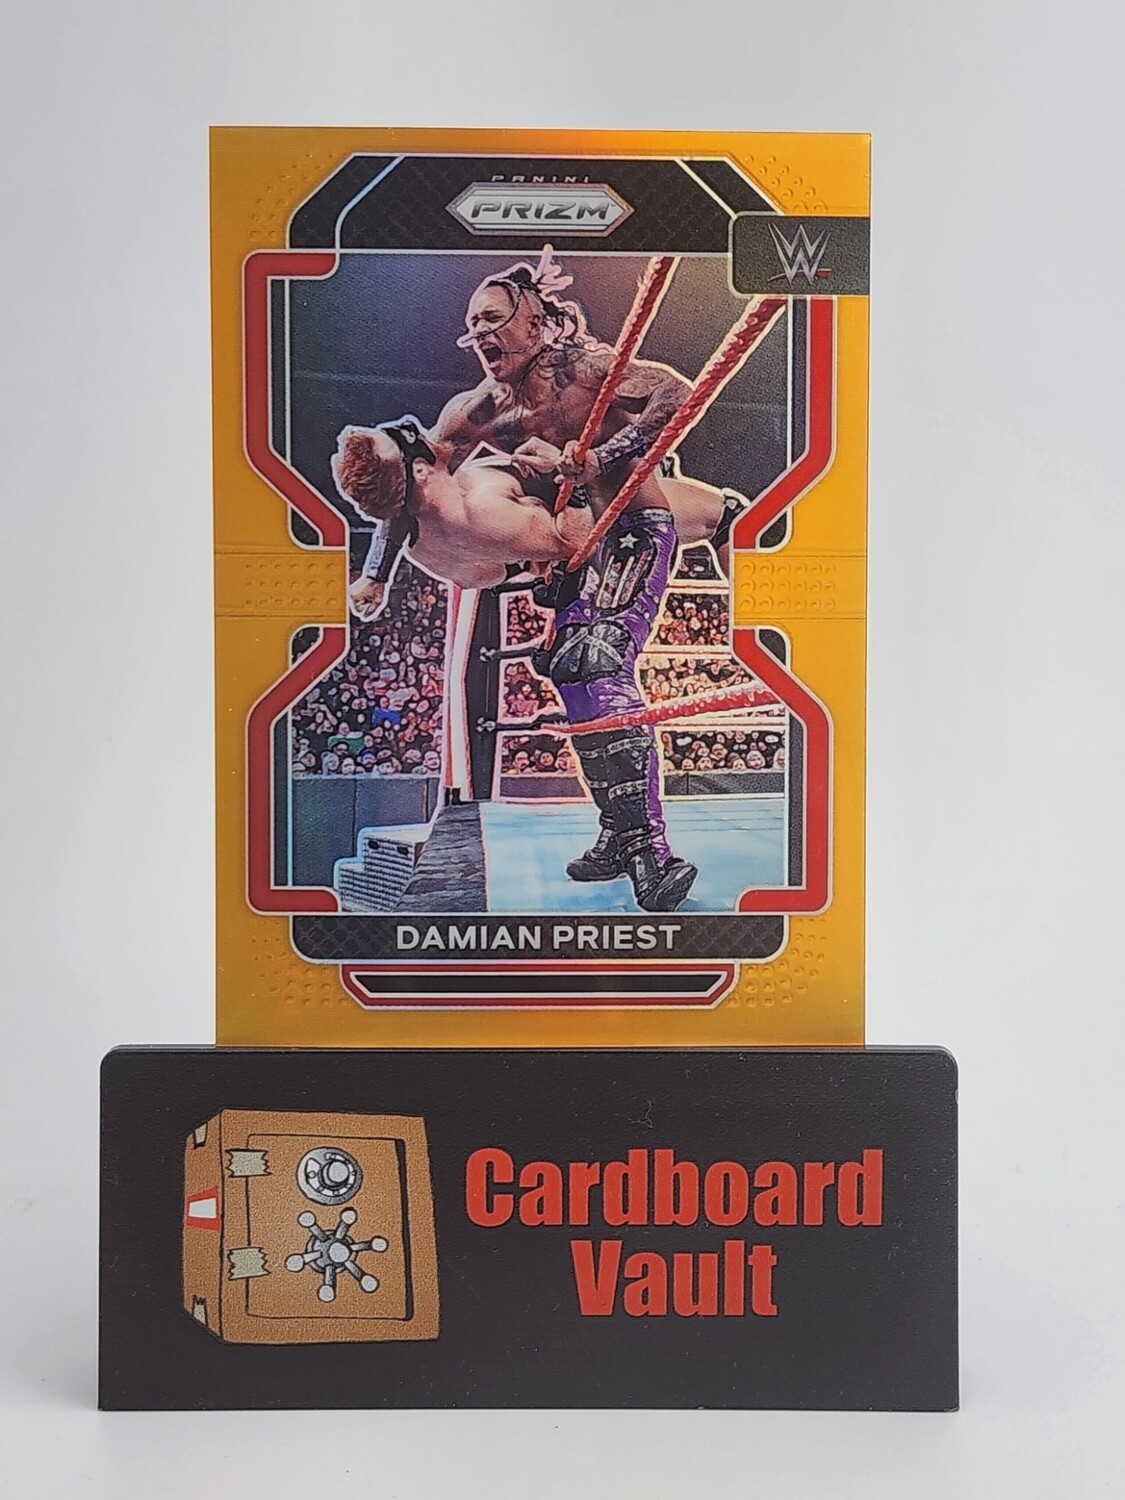 PANINI
PRIZM
W
DAMIAN PRIEST
Cardboard
Vault